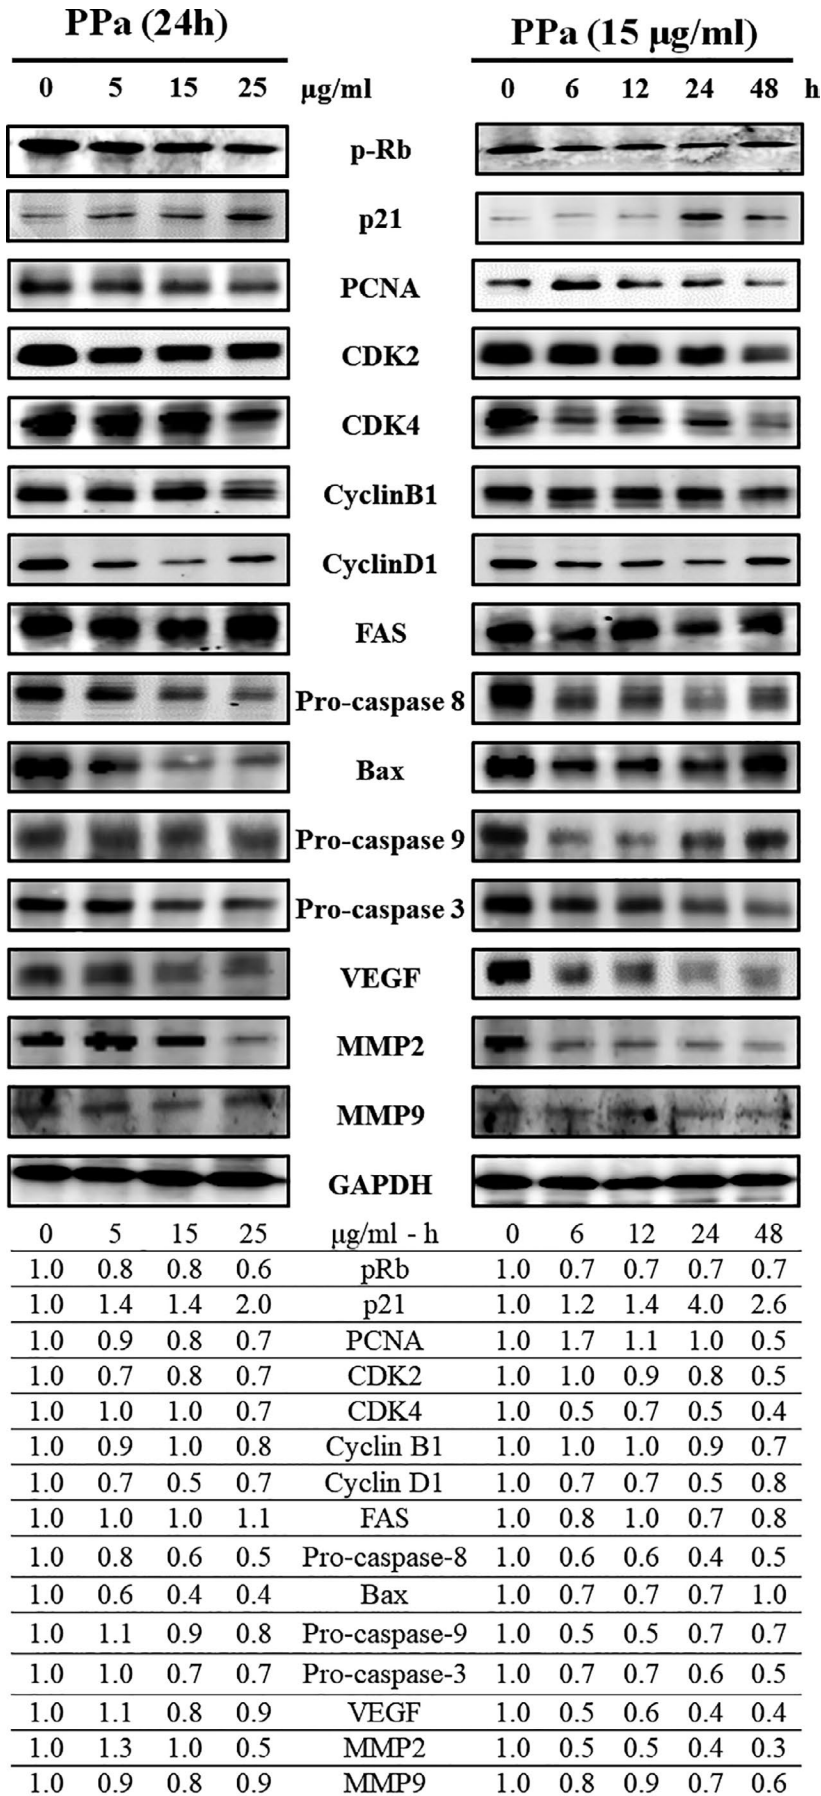 PPa (24h) PPa (15 μg/ml)
0 5 15 25 μg/ml 0 6 12 24 48 h
p-Rb
p21
PCNA
CDK2
CDK4
CyclinB1
CyclinD1
FAS
Pro-caspase 8
Bax
Pro-caspase 9
Pro-caspase 3
VEGF
MMP2
MMP9
GAPDH
0 5 15 25 μg/ml - h 0 6 12 24 48
1.0 0.8 0.8 0.6 pRb 1.0 0.7 0.7 0.7 0.7
1.0 1.4 1.4 2.0 p21 1.0 1.2 1.4 4.0 2.6
1.0 0.9 0.8 0.7 PCNA 1.0 1.7 1.1 1.0 0.5
1.0 0.7 0.8 0.7 CDK2 1.0 1.0 0.9 0.8 0.5
1.0 1.0 1.0 0.7 CDK4 1.0 0.5 0.7 0.5 0.4
1.0 0.9 1.0 0.8 Cyclin B1 1.0 1.0 1.0 0.9 0.7
1.0 0.7 0.5 0.7 Cyclin D1 1.0 0.7 0.7 0.5 0.8
1.0 1.0 1.0 1.1 FAS 1.0 0.8 1.0 0.7 0.8
1.0 0.8 0.6 0.5 Pro-caspase-8 1.0 0.6 0.6 0.4 0.5
1.0 0.6 0.4 0.4 Bax 1.0 0.7 0.7 0.7 1.0
1.0 1.1 0.9 0.8 Pro-caspase-9 1.0 0.5 0.5 0.7 0.7
1.0 1.0 0.7 0.7 Pro-caspase-3 1.0 0.7 0.7 0.6 0.5
1.0 1.1 0.8 0.9 VEGF 1.0 0.5 0.6 0.4 0.4
1.0 1.3 1.0 0.5 MMP2 1.0 0.5 0.5 0.4 0.3
1.0 0.9 0.8 0.9 MMP9 1.0 0.8 0.9 0.7 0.6